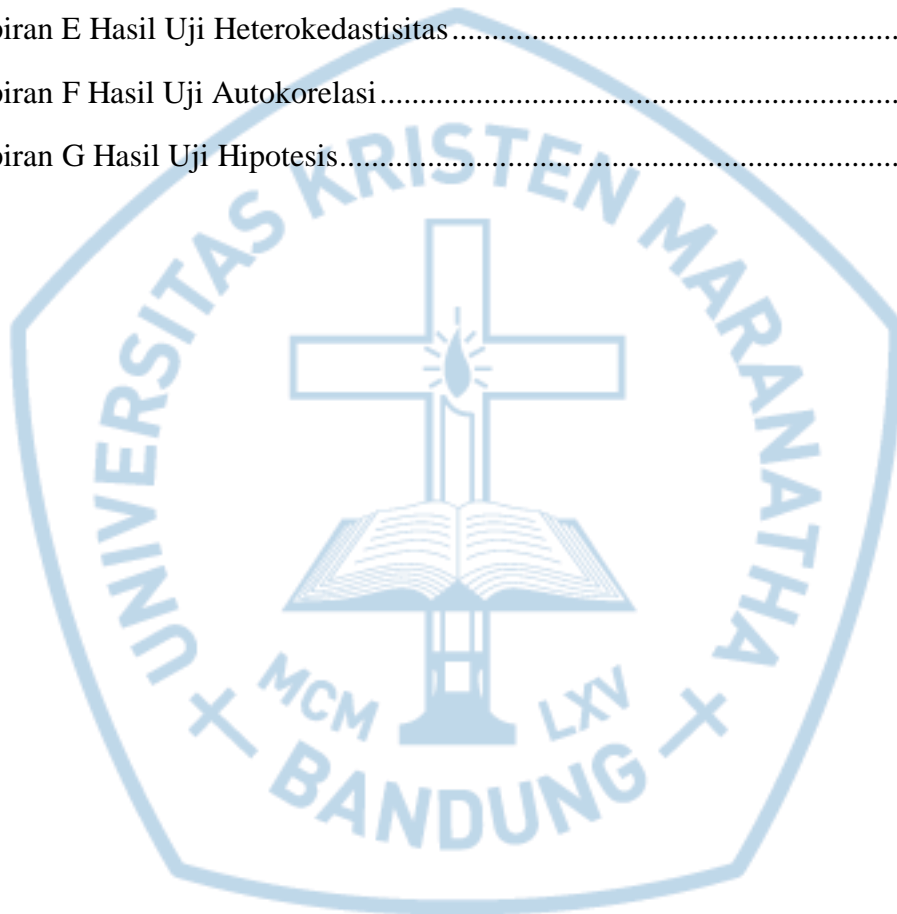 piran E Hasil Uji Heterokedastisitas........................................................
piran F Hasil Uji Autokorelasi.................................................................
piran G Hasil Uji Hipotesis......................................................................
UNIVERSITAS KRISTEN MARANATHA
MCM LXV
BANDUNG